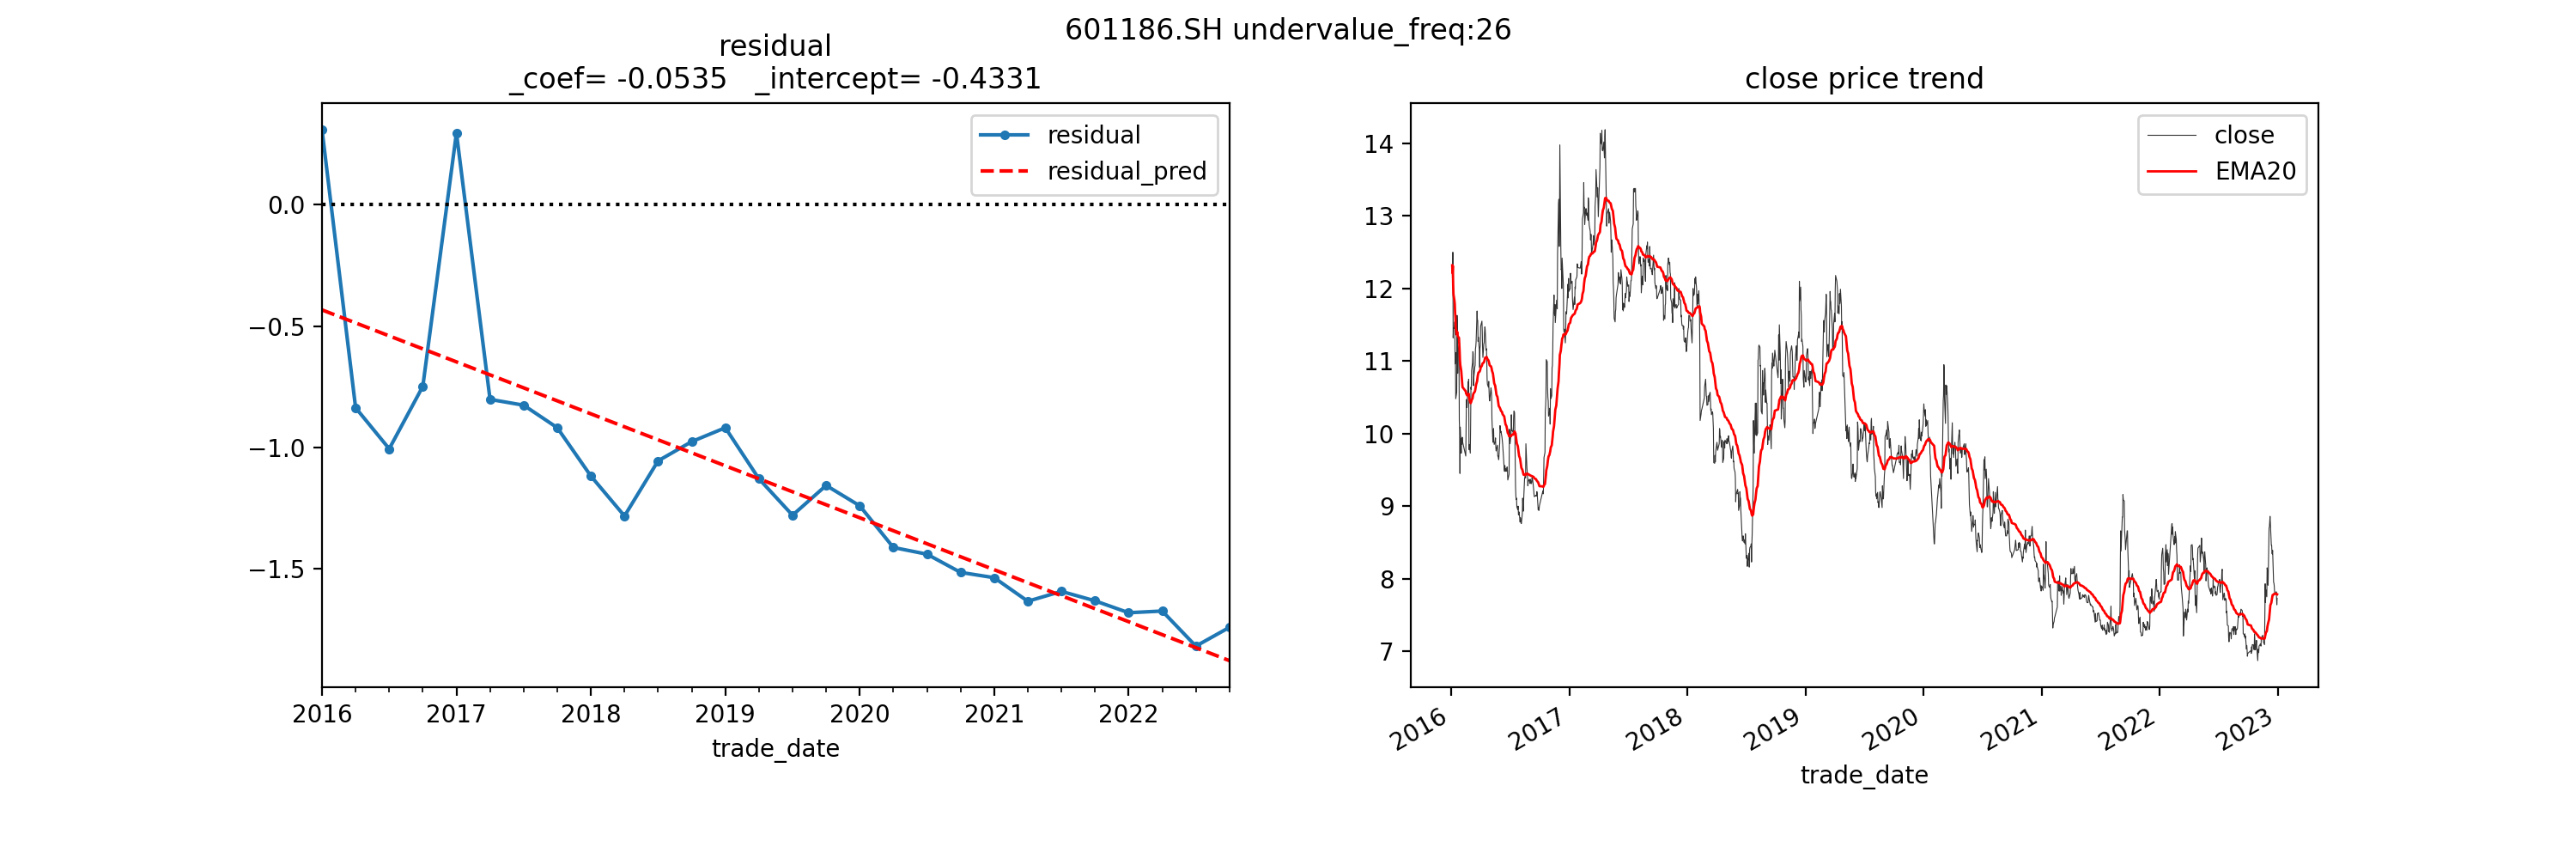 601186.SH undervalue_freq:26
residual
_coef= -0.0535 _intercept= -0.4331
residual
residual_pred
0.0
−0.5
−1.0
−1.5
2016 2017 2018 2019 2020 2021 2022
trade_date
close price trend
close
EMA20
14
13
12
11
10
9
8
7
2016 2017 2018 2019 2020 2021 2022 2023
trade_date